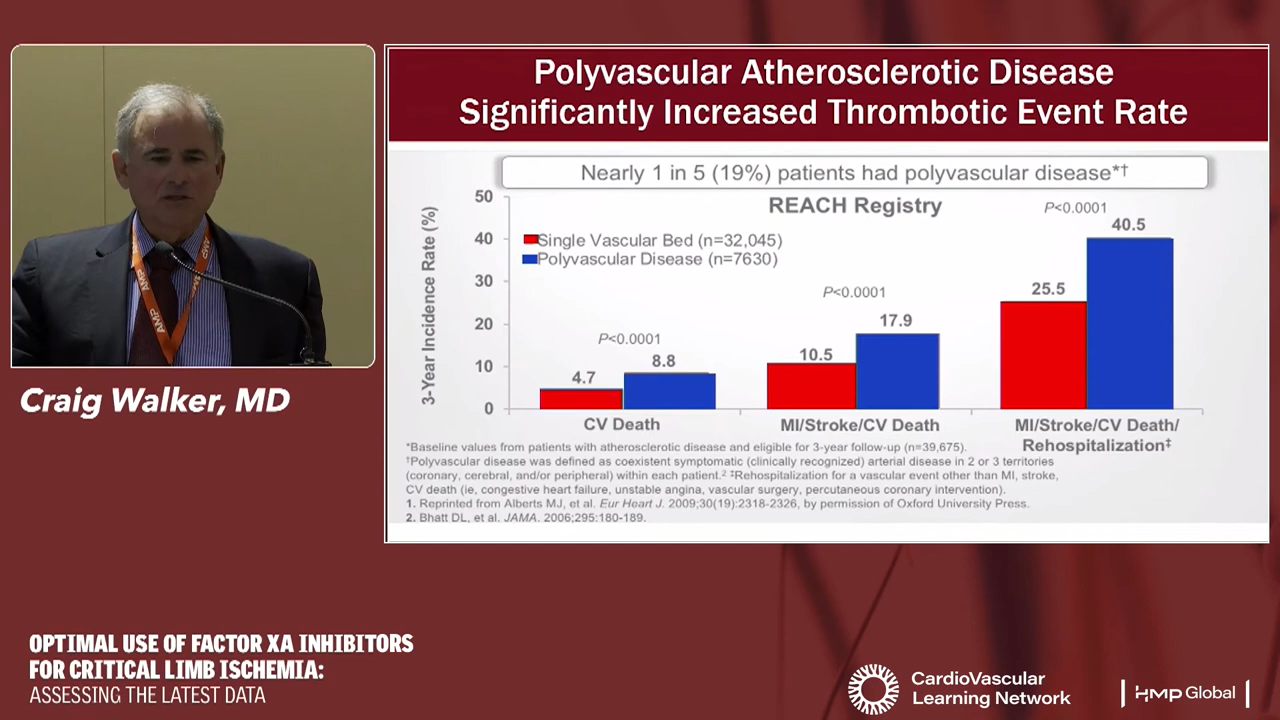 Polyvascular Atherosclerotic Disease
Significantly Increased Thrombotic Event Rate
Nearly 1 in 5 (19%) patients had polyvascular disease*†
REACH Registry
3-Year Incidence Rate (%)
50
40
30
20
10
0
Single Vascular Bed (n=32,045)
Polyvascular Disease (n=7630)
P<0.0001
4.7
8.8
P<0.0001
10.5
17.9
P<0.0001
25.5
40.5
CV Death
MI/Stroke/CV Death
MI/Stroke/CV Death/
Rehospitalization‡
*Baseline values from patients with atherosclerotic disease and eligible for 3-year follow-up (n=39,675).
†Polyvascular disease was defined as coexistent symptomatic (clinically recognized) arterial disease in 2 or 3 territories
(coronary, cerebral, and/or peripheral) within each patient.2 ‡Rehospitalization for a vascular event other than MI, stroke,
CV death (ie, congestive heart failure, unstable angina, vascular surgery, percutaneous coronary intervention).
1. Reprinted from Alberts MJ, et al. Eur Heart J. 2009;30(19):2318-2326, by permission of Oxford University Press.
2. Bhatt DL, et al. JAMA. 2006;295:180-189.
AMP
AMP
Craig Walker, MD
OPTIMAL USE OF FACTOR XA INHIBITORS
FOR CRITICAL LIMB ISCHEMIA:
ASSESSING THE LATEST DATA
CardioVascular
Learning Network
HMP Global